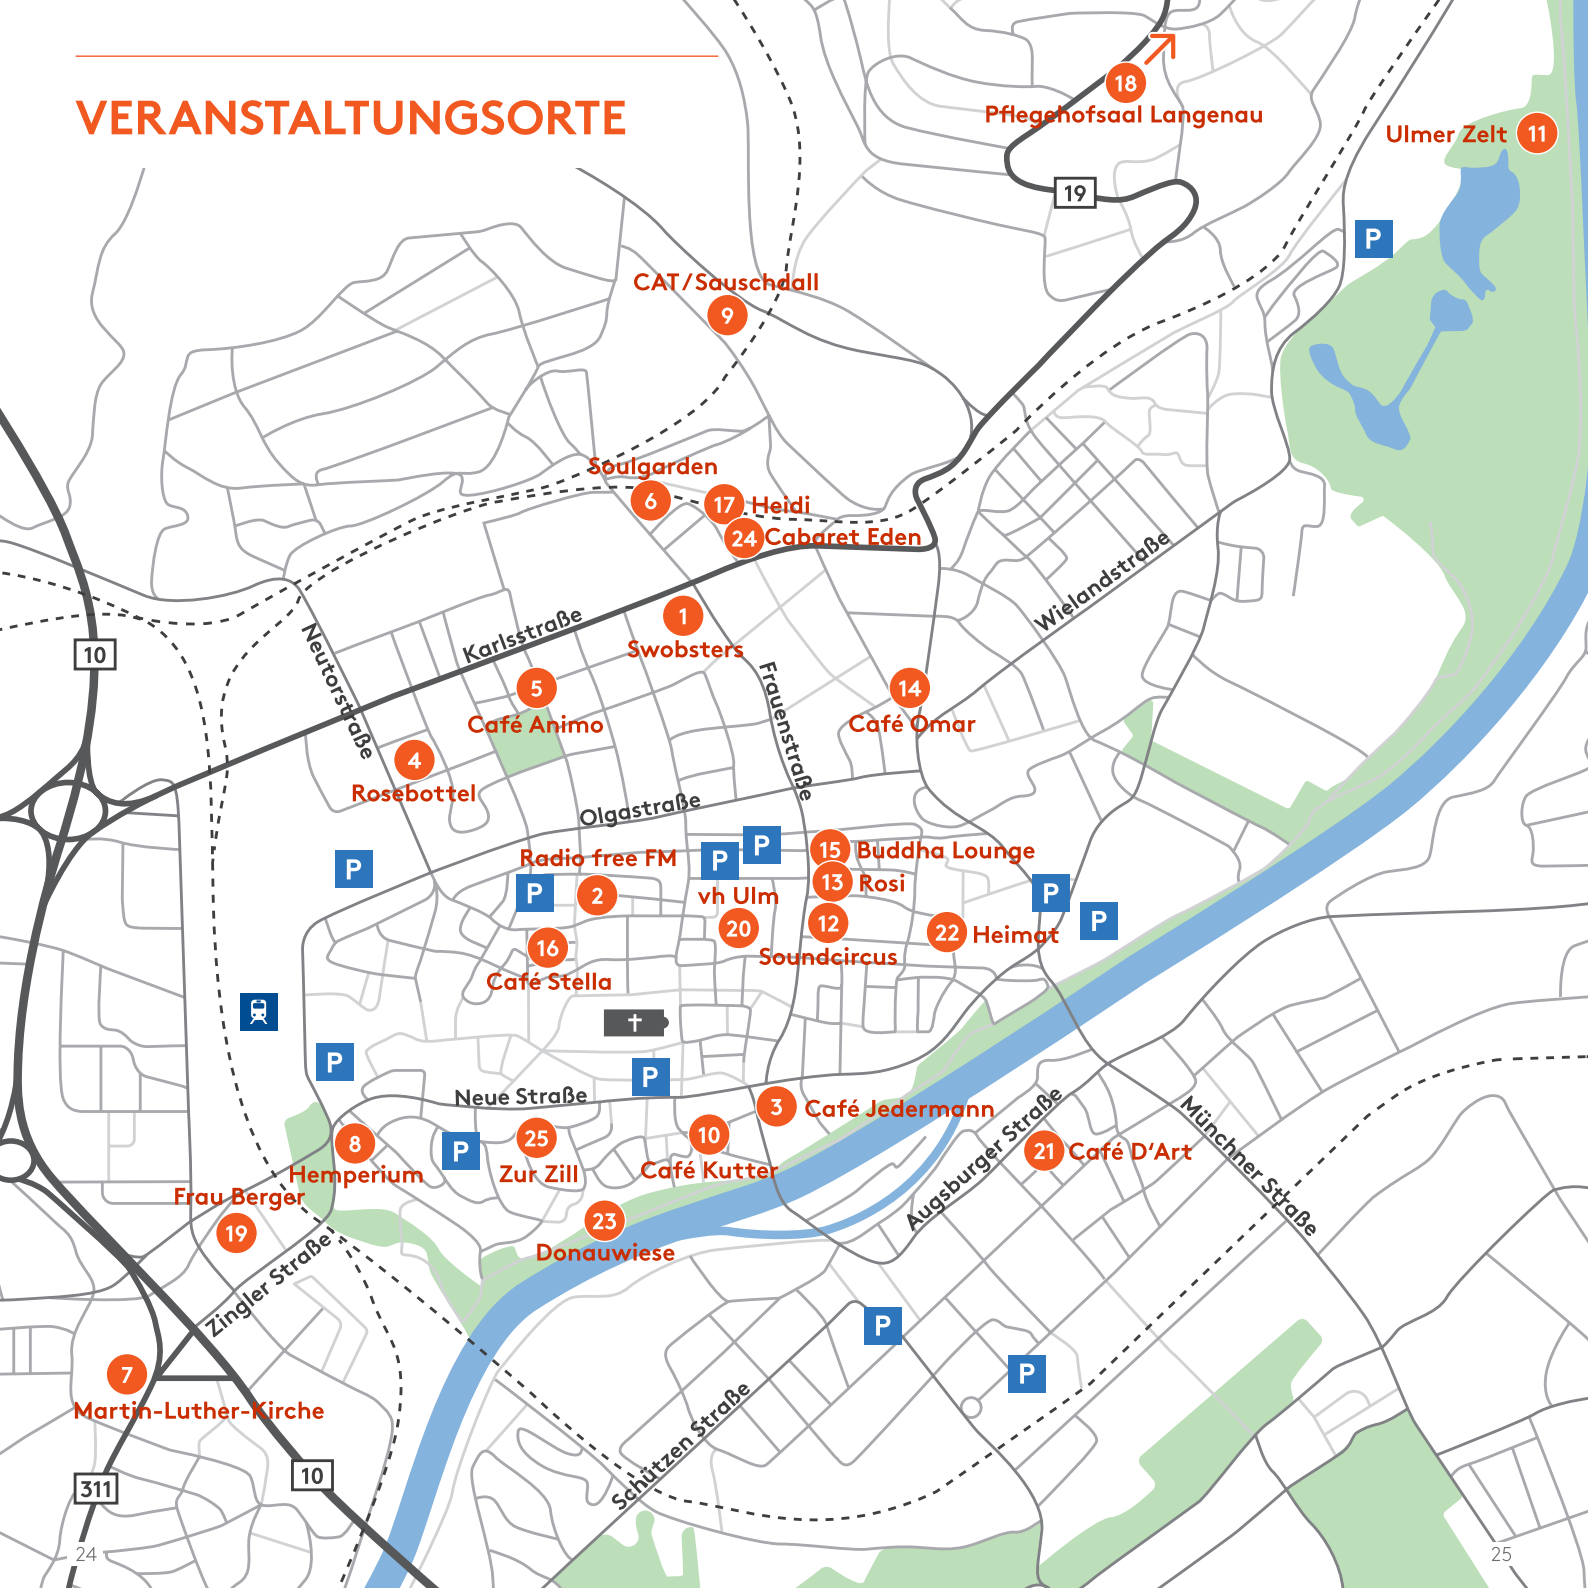 VERANSTALTUNGSORTE
18
Pflegehofsaal Langenau
Ulmer Zelt 11
19
P
CAT/Sauschdall
9
Soulgarden
6
17 Heidi
24 Cabaret Eden
Wielandstraße
10
Neutorstraße
Karlsstraße
1
Swobsters
5
Café Animo
Frauenstraße
14
Café Omar
4
Rosebottel
Olgastraße
P
P
15 Buddha Lounge
Radio free FM
P
P
2
vh Ulm
13 Rosi
P
P
20
12
Soundcircus
22 Heimat
16
Café Stella
P
P
Neue Straße
3 Café Jedermann
Augsburger Straße
Münchner Straße
8
Hemperium
P
25
Zur Zill
10
Café Kutter
21 Café D‘Art
Frau Berger
19
23
Donauwiese
Zingler Straße
P
P
7
Martin-Luther-Kirche
Schützen Straße
10
311
24
25